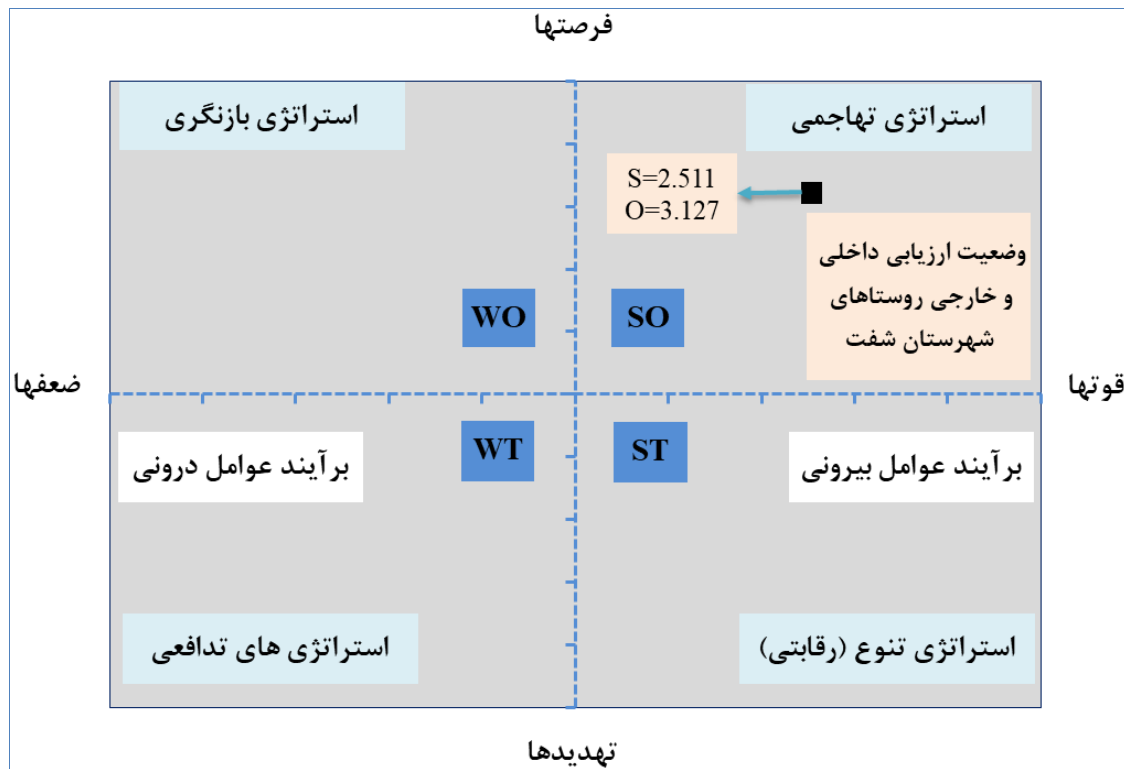 فرصتها
استراتژی تهاجمی
استراتژی بازنگری
S=2.511
O=3.127
وضعیت ارزیابی داخلی
و خارجی روستاهای
شهرستان شفت
SO
WO
قوتها
ضعفها
ST
WT
برآیند عوامل بیرونی
برآیند عوامل درونی
استراتژی تنوع (رقابتی)
استراتژی های تدافعی
تهدیدها